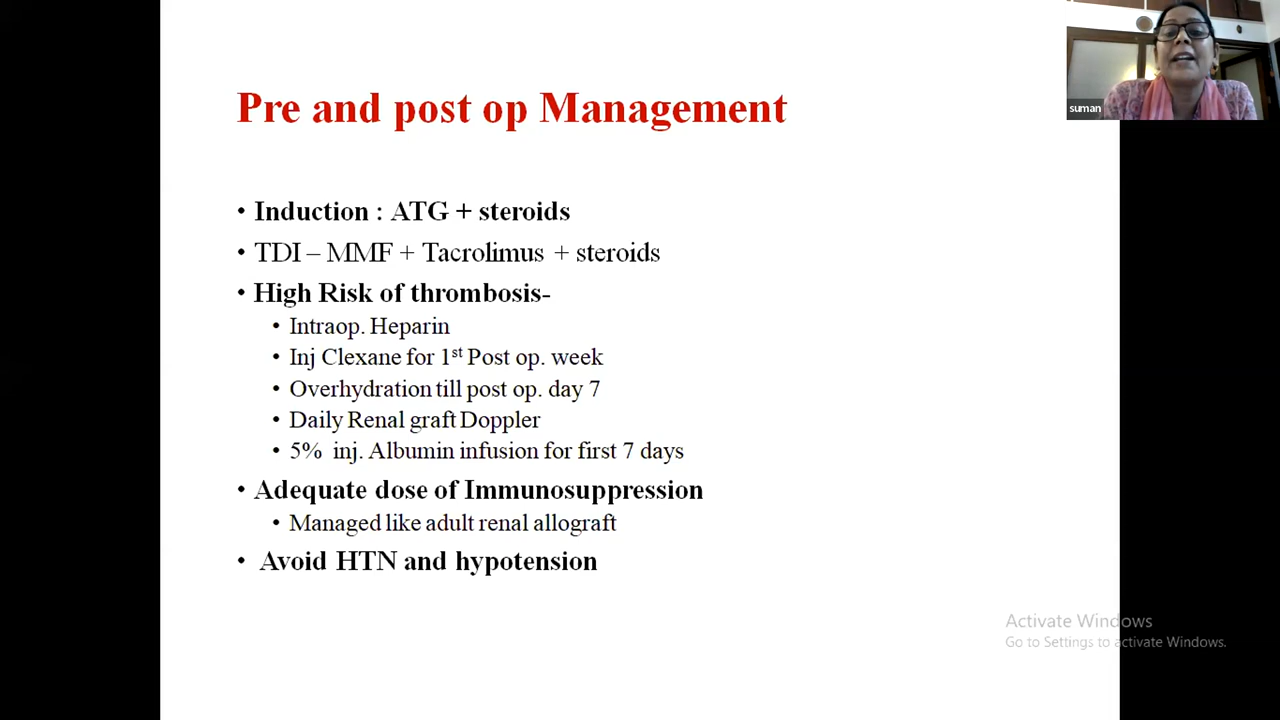 suman
Pre and post op Management
• Induction : ATG + steroids
• TDI – MMF + Tacrolimus + steroids
• High Risk of thrombosis-
• Intraop. Heparin
• Inj Clexane for 1st Post op. week
• Overhydration till post op. day 7
• Daily Renal graft Doppler
• 5% inj. Albumin infusion for first 7 days
• Adequate dose of Immunosuppression
• Managed like adult renal allograft
• Avoid HTN and hypotension
Activate Windows
Go to Settings to activate Windows.